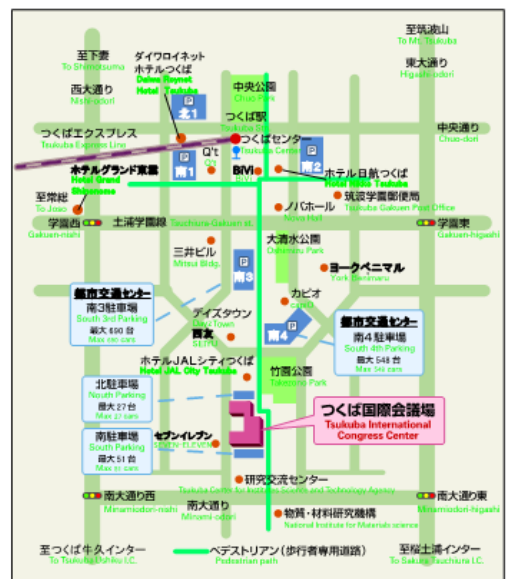 至筑波山
To Mt. Tsukuba
至下妻
To Shimotsuma
ダイワロイネット
ホテルつくば
Daiwa Roynet
Hotel Tsukuba
東大通り
Higashi-odori
西大通り
Nishi-odori
中央公園
Chuo Park
北1
つくば駅
Tsukuba Sta.
つくばエクスプレス
Tsukuba Express Line
つくばセンター
Tsukuba Center
中央通り
Chuo-dori
Q't
Q't
南1
BiVi
BiVi
南2
ホテル日航つくば
Hotel Nikko Tsukuba
ホテルグランド東雲
Hotel Grand
Shinonome
至常総
To Joso
筑波学園郵便局
Tsukuba Gakuen Post Office
ノバホール
Nova Hall
学園西
Gakuen-nishi
土浦学園線
Tsuchiura-Gakuen st.
学園東
Gakuen-higashi
大清水公園
Oshimizu Park
三井ビル
Mitsui Bldg.
南3
ヨークベニマル
York Benimaru
都市交通センター
南3駐車場
South 3rd Parking
最大690台
Max 690 cars
カピオ
デイズタウン
Days Town
西友
SEIYU
南4
都市交通センター
南4駐車場
South 4th Parking
最大548台
Max 548 cars
ホテルJALシティつくば
Hotel JAL City Tsukuba
竹園公園
Takezono Park
北駐車場
Nouth Parking
最大27台
Max 27 cars
つくば国際会議場
Tsukuba International
Congress Center
南駐車場
South Parking
最大51台
Max 51 cars
セブンイレブン
SEVEN-ELEVEN
研究交流センター
Tsukuba Center for Institutes Science and Technology Agency
南大通り西
Minamiodori-nishi
南大通り
Minami-odori
南大通り東
Minamiodori-higashi
物質・材料研究機構
National Institute for Materials science
至つくば牛久インター
To Tsukuba Ushiku I.C.
ペデストリアン(歩行者専用道路)
Pedestrian path
至桜土浦インター
To Sakura-Tsuchiura I.C.